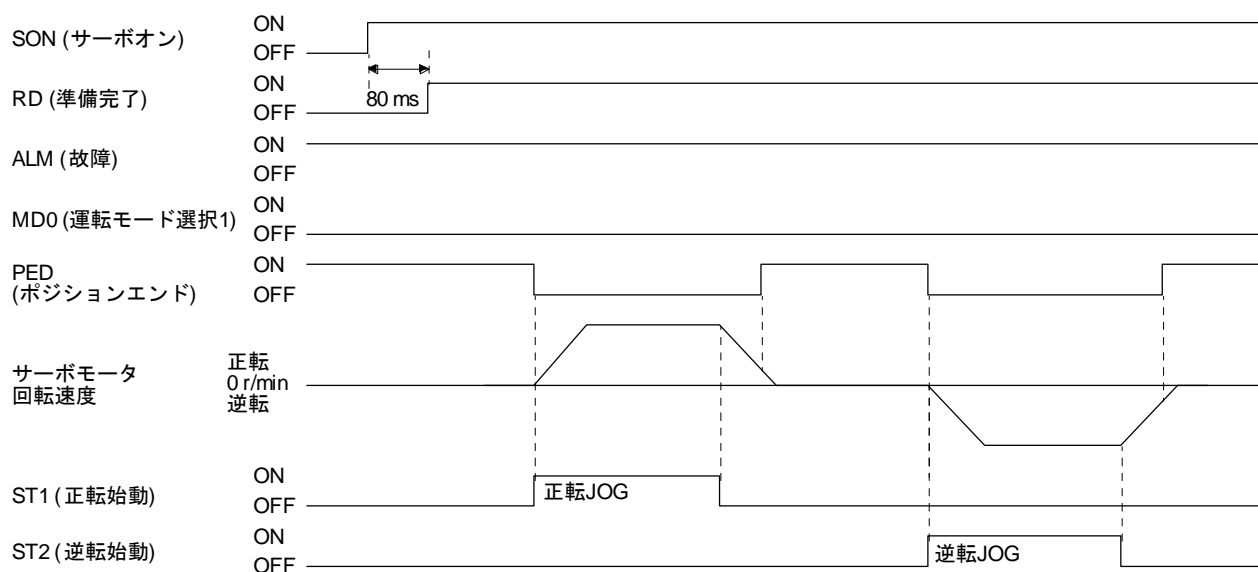 SON (サーボオン)
ON
OFF
RD (準備完了)
ON
OFF
80 ms
ALM (故障)
ON
OFF
MD0 (運転モード選択1)
ON
OFF
PED
(ポジションエンド)
ON
OFF
サーボモータ
回転速度
正転
0 r/min
逆転
ST1 (正転始動)
ON
OFF
正転JOG
ST2 (逆転始動)
ON
OFF
逆転JOG